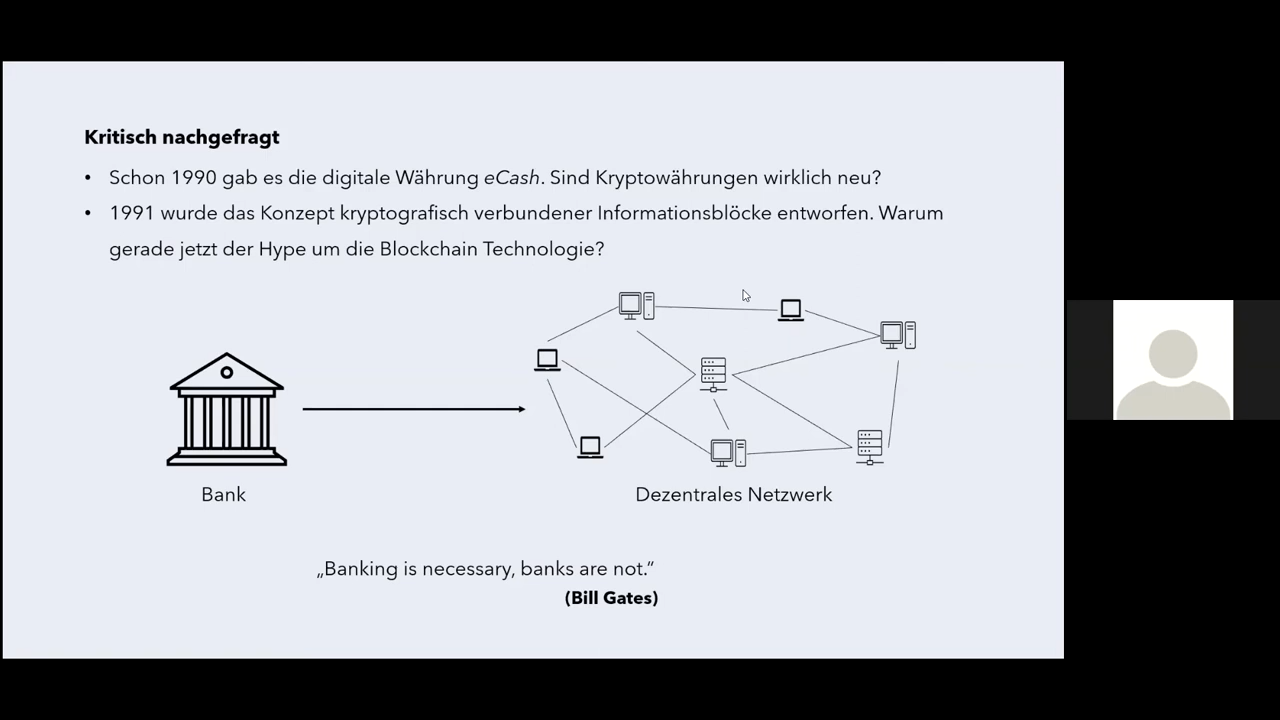 Kritisch nachgefragt
• Schon 1990 gab es die digitale Währung eCash. Sind Kryptowährungen wirklich neu?
• 1991 wurde das Konzept kryptografisch verbundener Informationsblöcke entworfen. Warum
gerade jetzt der Hype um die Blockchain Technologie?
Bank
Dezentrales Netzwerk
„Banking is necessary, banks are not.“
(Bill Gates)